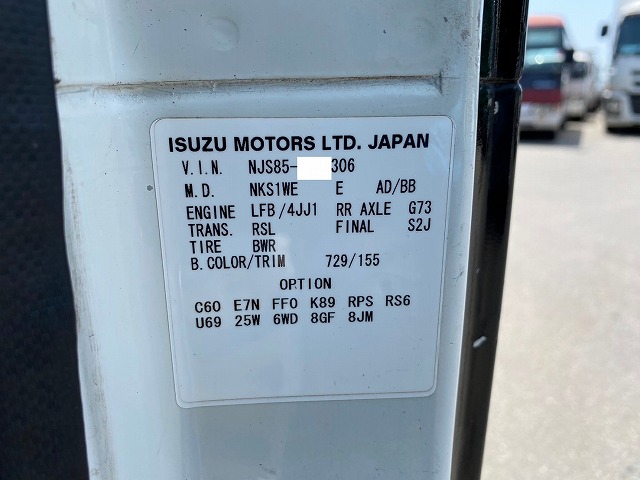 ISUZU MOTORS LTD. JAPAN
V.I.N. NJS85- 306
M.D. NKS1WE E AD/BB
ENGINE LFB/4JJ1 RR AXLE G73
TRANS. RSL FINAL S2J
TIRE BWR
B.COLOR/TRIM 729/155
OPTION
C60 E7N FF0 K89 RPS RS6
U69 25W 6WD 8GF 8JM